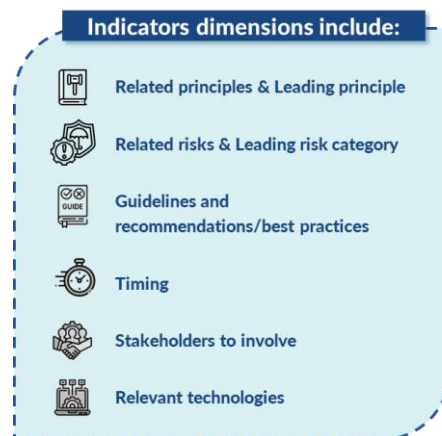 Indicators dimensions include:
Related principles & Leading principle
Related risks & Leading risk category
GUIDE
Guidelines and
recommendations/best practices
Timing
Stakeholders to involve
Relevant technologies